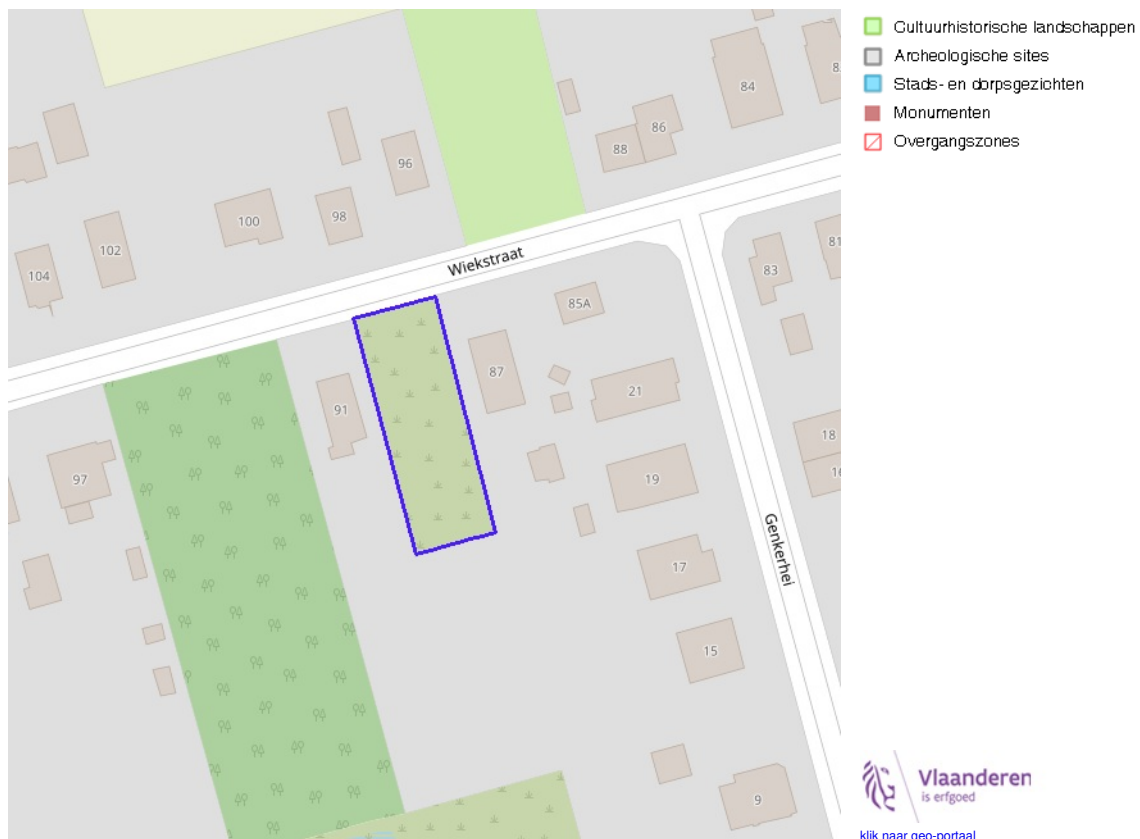 Cultuurhistorische landschappen
Archeologische sites
Stads- en dorpsgezichten
Monumenten
Overgangszones
84
86
88
96
98
100
102
104
Wiekstraat
83
81
85A
87
21
91
18
16
97
19
Genkerhei
17
15
9
Vlaanderen
is erfgoed
klik naar geo-portaal